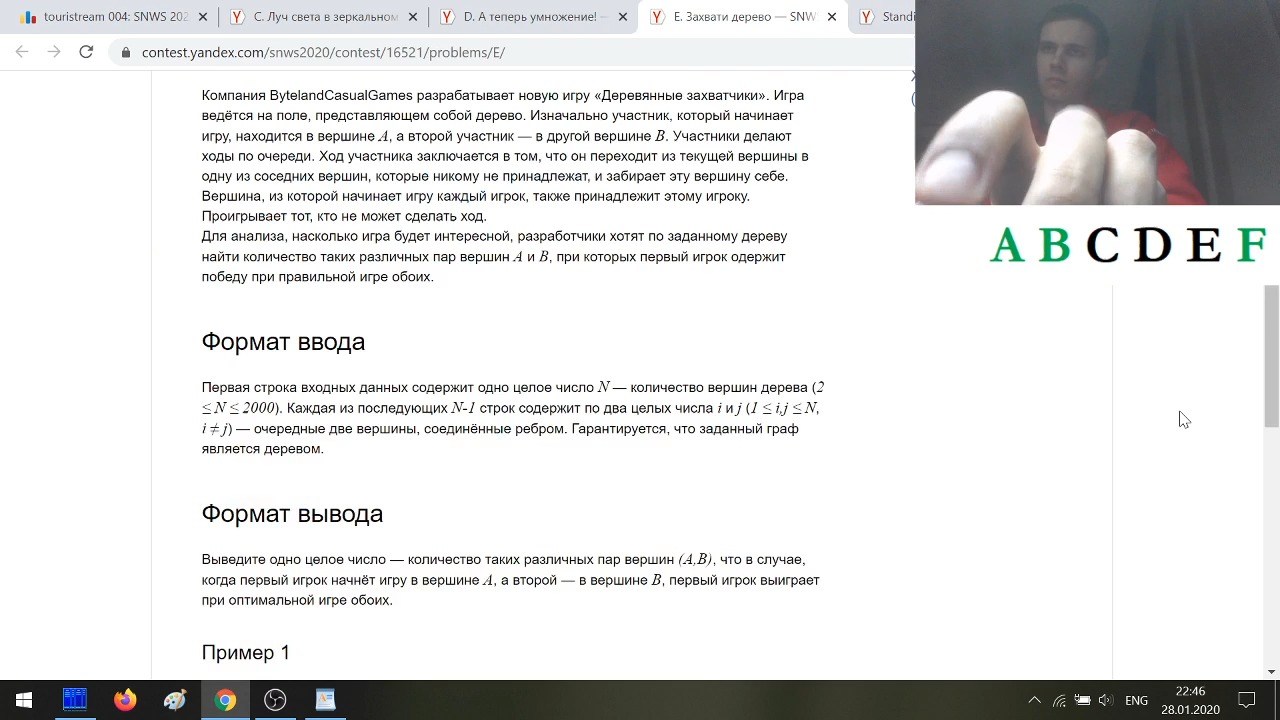 touristream 004: SNWS 202
С. Луч света в зеркальном
D. А теперь умножение! —
Е. Захвати дерево — SNW
Standi
contest.yandex.com/snws2020/contest/16521/problems/E/
Компания BytelandCasualGames разрабатывает новую игру «Деревянные захватчики». Игра
ведётся на поле, представляющем собой дерево. Изначально участник, который начинает
игру, находится в вершине A, а второй участник — в другой вершине B. Участники делают
ходы по очереди. Ход участника заключается в том, что он переходит из текущей вершины в
одну из соседних вершин, которые никому не принадлежат, и забирает эту вершину себе.
Вершина, из которой начинает игру каждый игрок, также принадлежит этому игроку.
Проигрывает тот, кто не может сделать ход.
Для анализа, насколько игра будет интересной, разработчики хотят по заданному дереву
найти количество таких различных пар вершин A и B, при которых первый игрок одержит
победу при правильной игре обоих.
A B C D E F
Формат ввода
Первая строка входных данных содержит одно целое число N — количество вершин дерева (2
≤ N ≤ 2000). Каждая из последующих N-1 строк содержит по два целых числа i и j (1 ≤ i,j ≤ N,
i ≠ j) — очередные две вершины, соединённые ребром. Гарантируется, что заданный граф
является деревом.
Формат вывода
Выведите одно целое число — количество таких различных пар вершин (A,B), что в случае,
когда первый игрок начнёт игру в вершине A, а второй — в вершине B, первый игрок выиграет
при оптимальной игре обоих.
Пример 1
ENG
22:46
28.01.2020